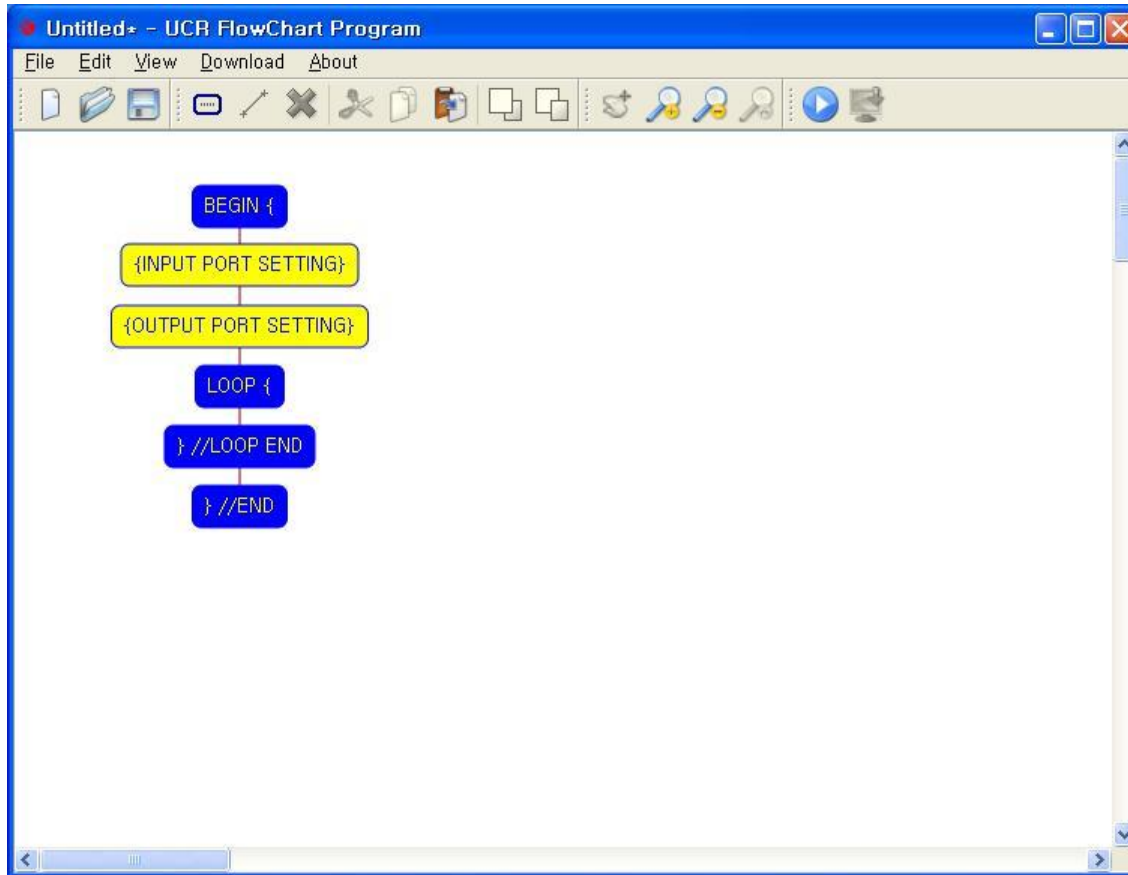 Untitled* - UCR FlowChart Program
File Edit View Download About
BEGIN {
{INPUT PORT SETTING}
{OUTPUT PORT SETTING}
LOOP {
} //LOOP END
} //END